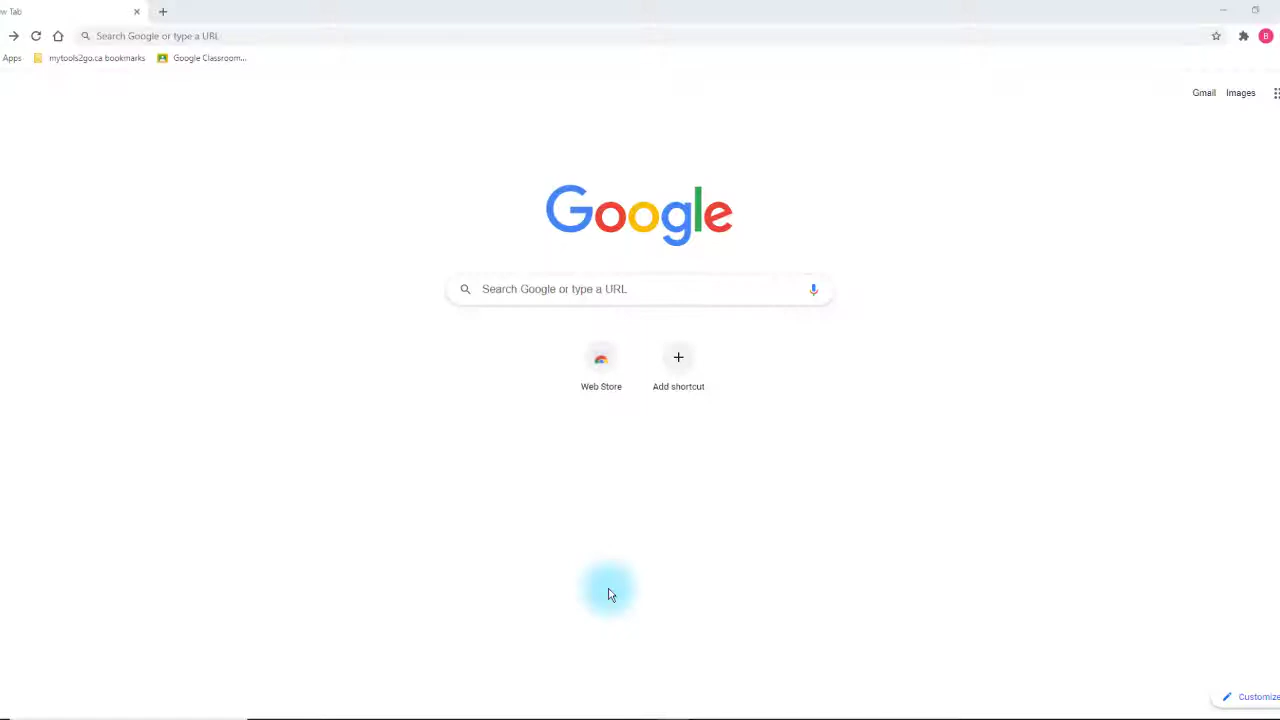 w Tab
Search Google or type a URL
B
Apps
mytools2go.ca bookmarks
Google Classroom...
Gmail
Images
Google
Search Google or type a URL
Web Store
Add shortcut
Customize